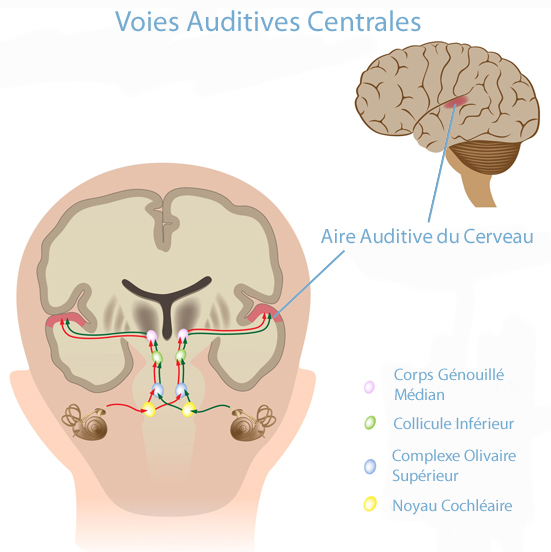 Voies Auditives Centrales
Aire Auditive du Cerveau
Corps Génouillé
Médian
Collicule Inférieur
Complexe Olivaire
Supérieur
Noyau Cochléaire